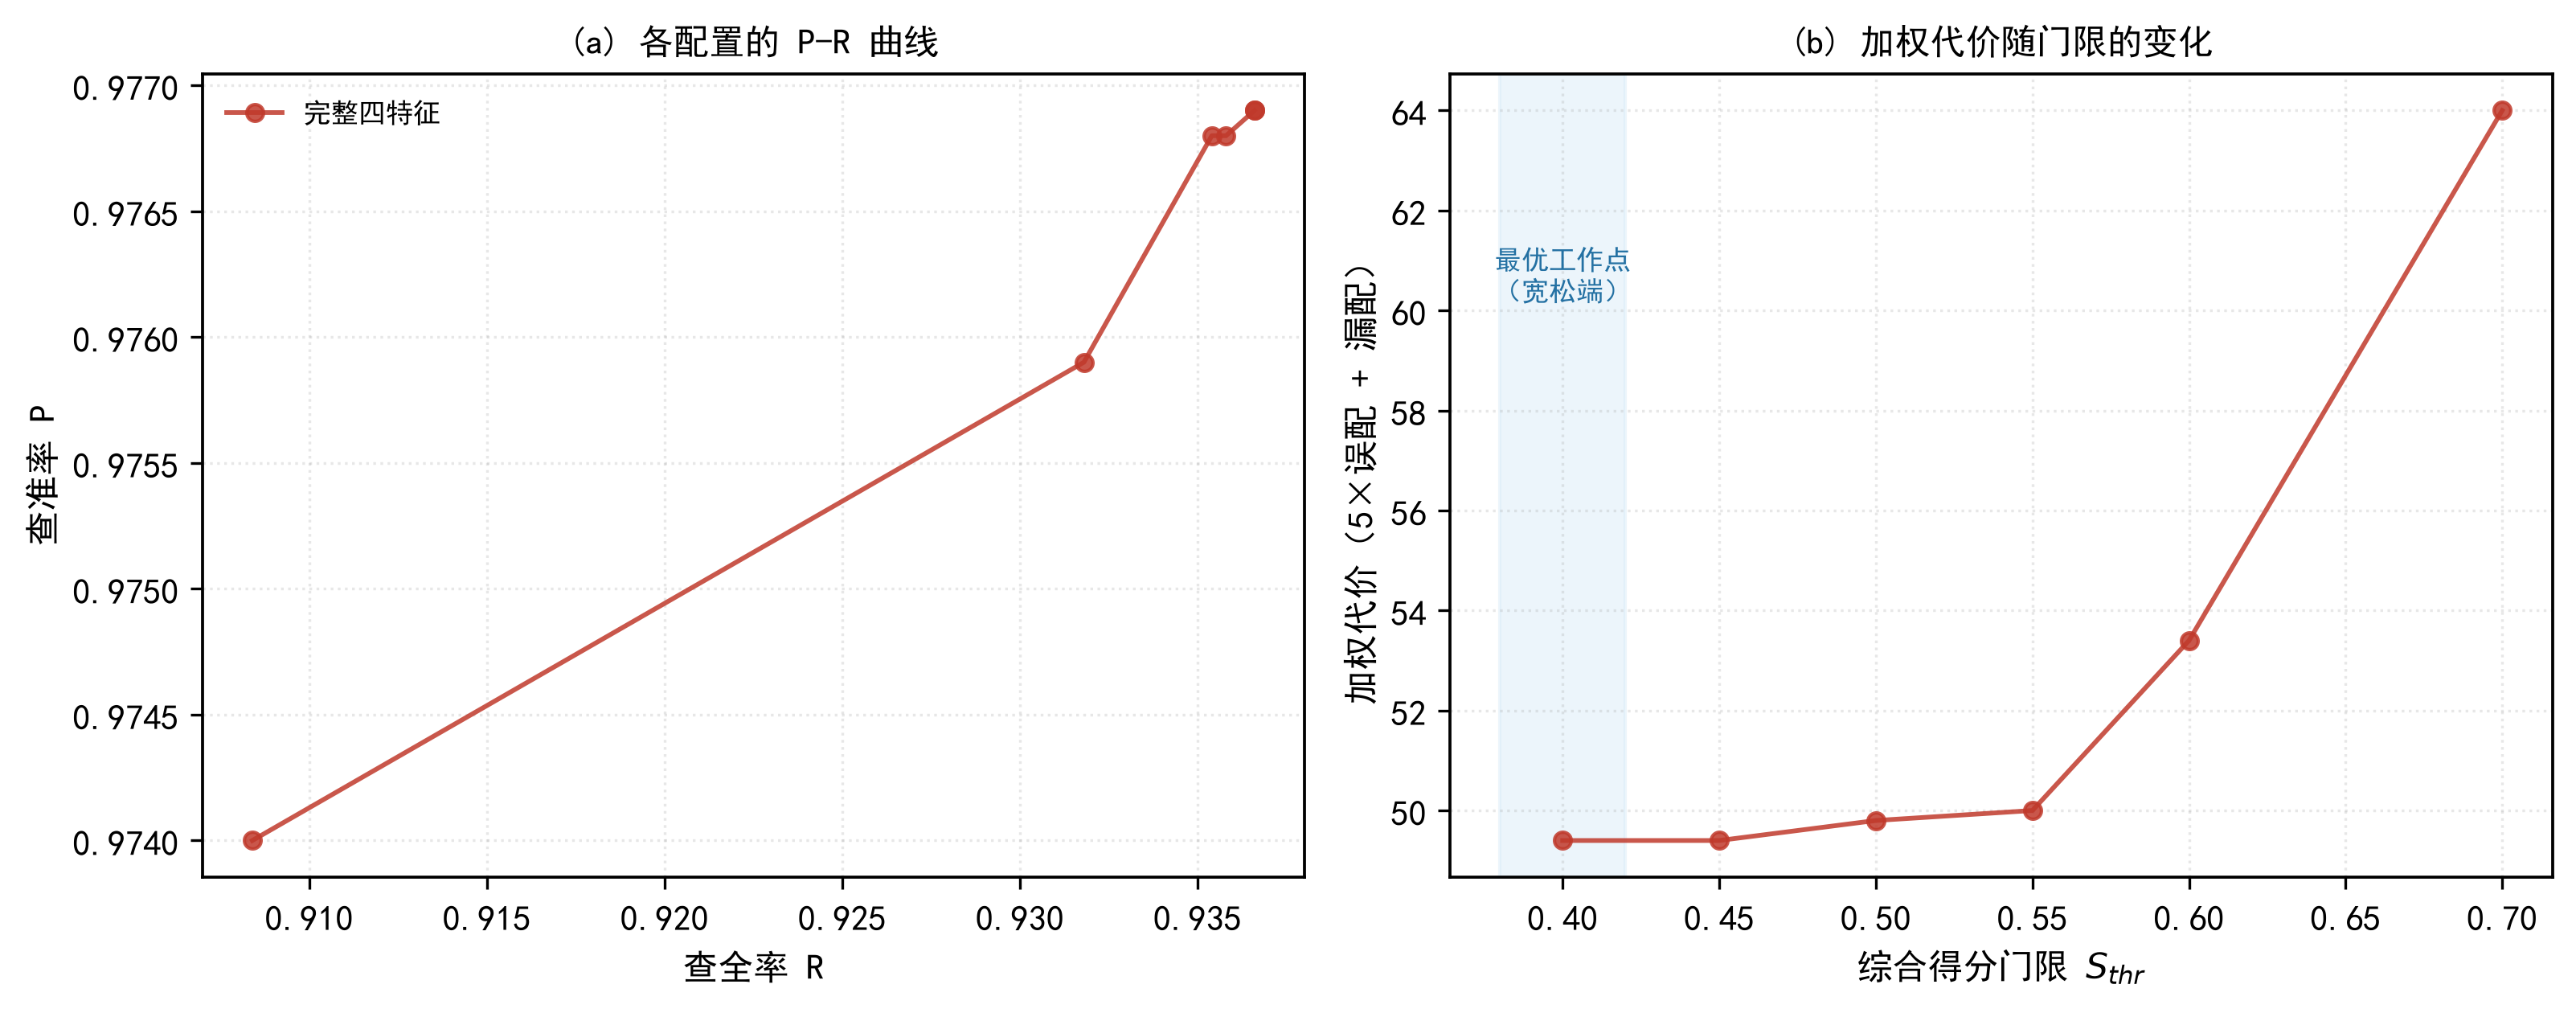 (a) 各配置的 P-R 曲线
0.9770
0.9765
0.9760
0.9755
0.9750
0.9745
0.9740
查准率 P
完整四特征
0.910 0.915 0.920 0.925 0.930 0.935
查全率 R
(b) 加权代价随门限的变化
64
62
60
58
56
54
52
50
加权代价 (5×误配 + 漏配)
最优工作点
(宽松端)
0.40 0.45 0.50 0.55 0.60 0.65 0.70
综合得分门限 S_thr